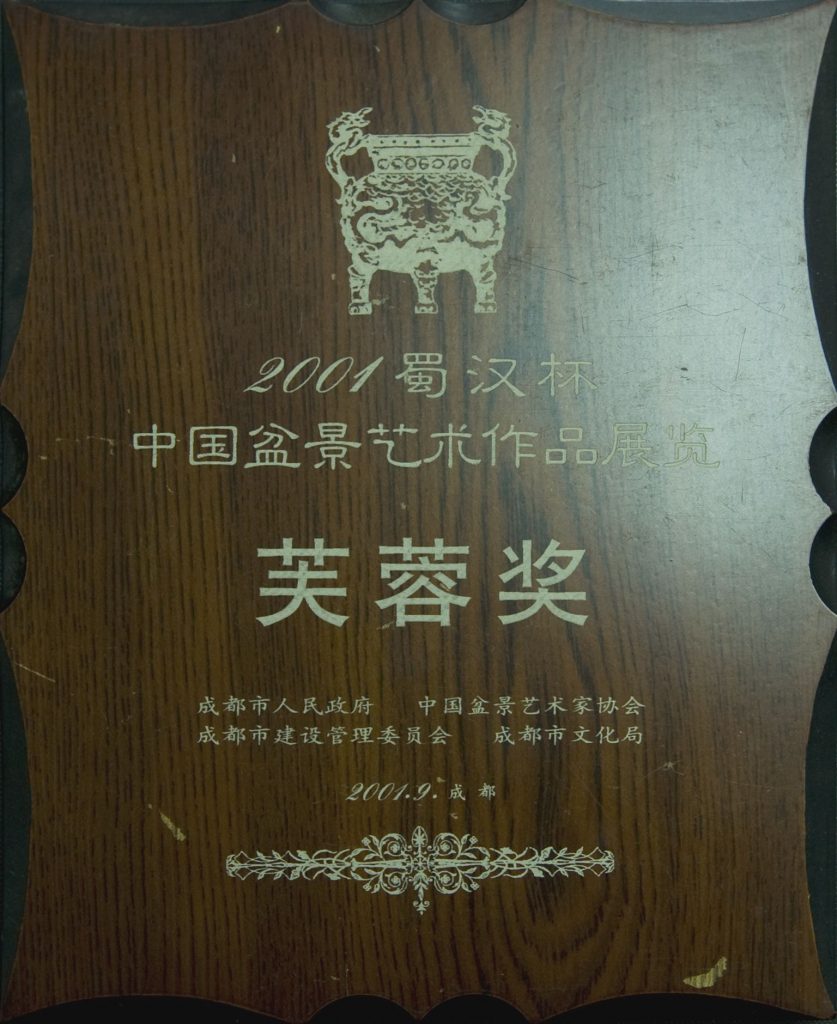 2001蜀汉杯
中国盆景艺术作品展览
芙蓉奖
成都市人民政府 中国盆景艺术家协会
成都市建设管理委员会 成都市文化局
2001.9.成都